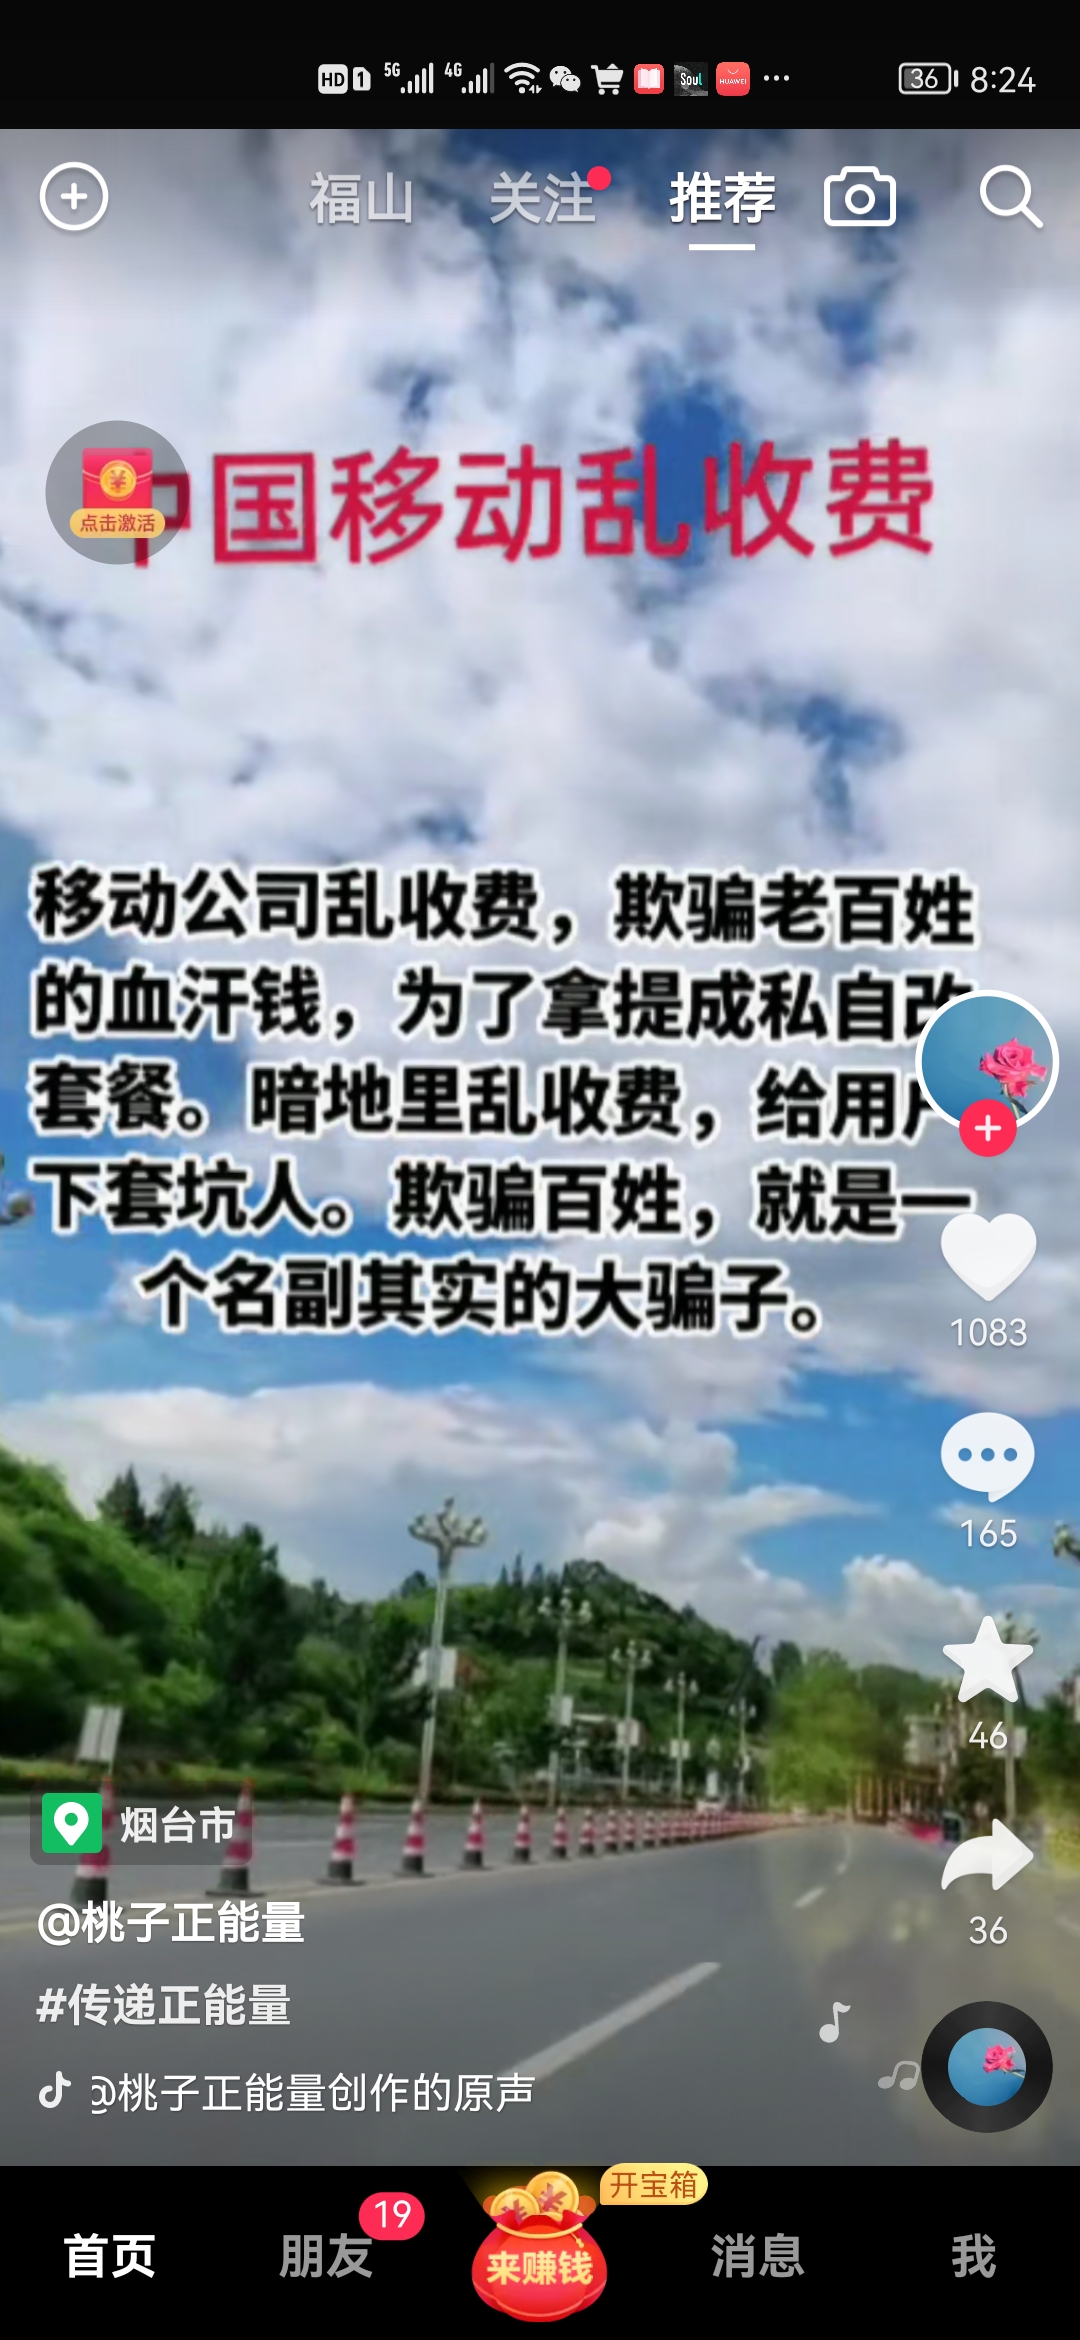 HD 1 5G 4G Soul HUAWEI ··· 36 8:24
福山 关注 推荐
中国移动乱收费
点击激活
移动公司乱收费，欺骗老百姓
的血汗钱，为了拿提成私自改
套餐。暗地里乱收费，给用户
下套坑人。欺骗百姓，就是一
个名副其实的大骗子。
1083
165
46
36
烟台市
@桃子正能量
#传递正能量
@桃子正能量创作的原声
首页 朋友 19 来赚钱 开宝箱 消息 我